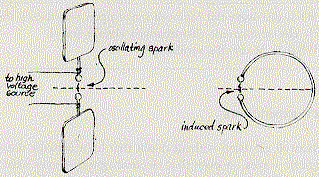 oscillating spark
to high
voltage
source
induced spark